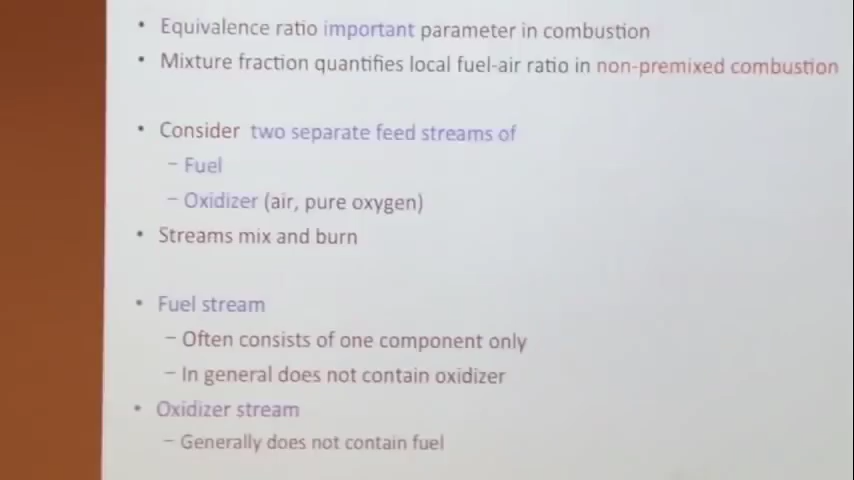 • Equivalence ratio important parameter in combustion
• Mixture fraction quantifies local fuel-air ratio in non-premixed combustion
• Consider two separate feed streams of
– Fuel
– Oxidizer (air, pure oxygen)
• Streams mix and burn
• Fuel stream
– Often consists of one component only
– In general does not contain oxidizer
• Oxidizer stream
– Generally does not contain fuel